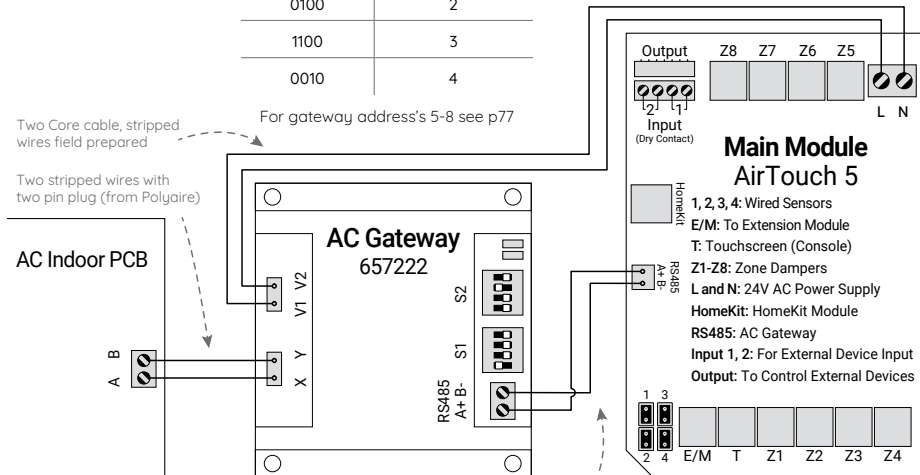 0100 2
1100 3
0010 4
For gateway address's 5-8 see p77
Two Core cable, stripped
wires field prepared
Two stripped wires with
two pin plug (from Polyaire)
AC Indoor PCB
B
A
AC Gateway
657222
V2
V1
Y
X
S2
S1
RS485
A+ B-
Output
2 1
Input
(Dry Contact)
Z8 Z7 Z6 Z5
L N
Main Module
AirTouch 5
HomeKit
RS485
A+ B-
1, 2, 3, 4: Wired Sensors
E/M: To Extension Module
T: Touchscreen (Console)
Z1-Z8: Zone Dampers
L and N: 24V AC Power Supply
HomeKit: HomeKit Module
RS485: AC Gateway
Input 1, 2: For External Device Input
Output: To Control External Devices
1 3
2 4
E/M T Z1 Z2 Z3 Z4